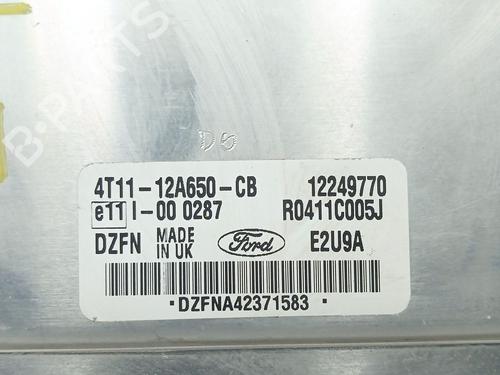 B-PARTS
D5
4T11-12A650-CB 12249770
e11 I-00 0287 R0411C005J
DZFN MADE IN UK Ford E2U9A
·DZFNA42371583·